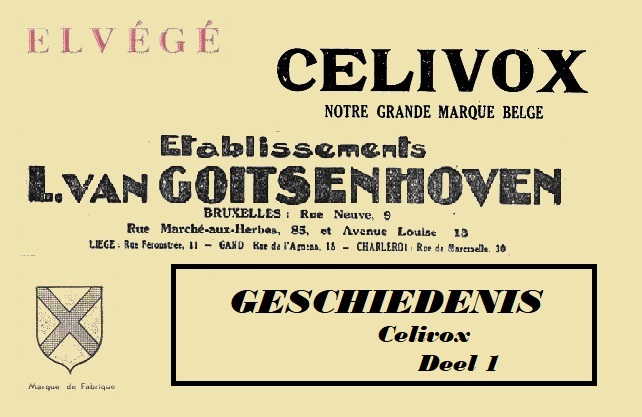 ELVÉGÉ
CELIVOX
NOTRE GRANDE MARQUE BELGE
Etablissements
L. VAN GOITSENHOVEN
BRUXELLES : Rue Neuve, 9
Rue Marché-aux-Herbes, 85, et Avenue Louise 13
LIEGE : Rue Féronstrée, 11 — GAND Rue de l'Agneau, 18 — CHARLEROI : Rue de Marcinelle, 30
GESCHIEDENIS
Celivox
Deel 1
Marque de Fabrique